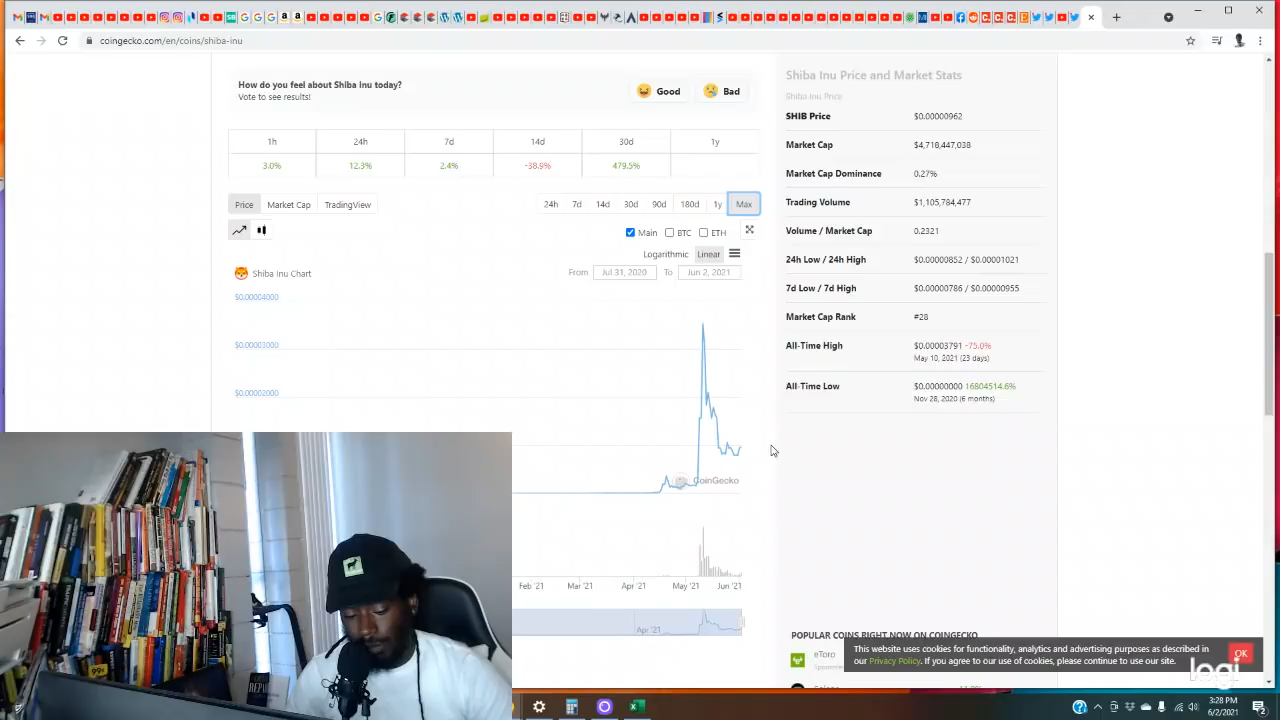 coingecko.com/en/coins/shiba-inu
How do you feel about Shiba Inu today?
Vote to see results!
Good
Bad
1h 24h 7d 14d 30d 1y
3.0% 12.3% 2.4% -38.9% 479.5%
Price Market Cap TradingView
24h 7d 14d 30d 90d 180d 1y Max
Main BTC ETH
Logarithmic Linear
Shiba Inu Chart
From Jul 31, 2020 To Jun 2, 2021
$0.00004000
$0.00003000
$0.00002000
CoinGecko
Feb '21 Mar '21 Apr '21 May '21 Jun '21
Apr '21
Shiba Inu Price and Market Stats
Shiba Inu Price
SHIB Price $0.00000962
Market Cap $4,718,447,038
Market Cap Dominance 0.27%
Trading Volume $1,105,784,477
Volume / Market Cap 0.2321
24h Low / 24h High $0.00000852 / $0.00001021
7d Low / 7d High $0.00000786 / $0.00000955
Market Cap Rank #28
All-Time High $0.00003791 -75.0%
May 10, 2021 (23 days)
All-Time Low $0.00000000 16804514.6%
Nov 28, 2020 (6 months)
POPULAR COINS RIGHT NOW ON COINGECKO
eToro
This website uses cookies for functionality, analytics and advertising purposes as described in
our Privacy Policy. If you agree to our use of cookies, please continue to use our site.
OK
logi
3:28 PM
6/2/2021